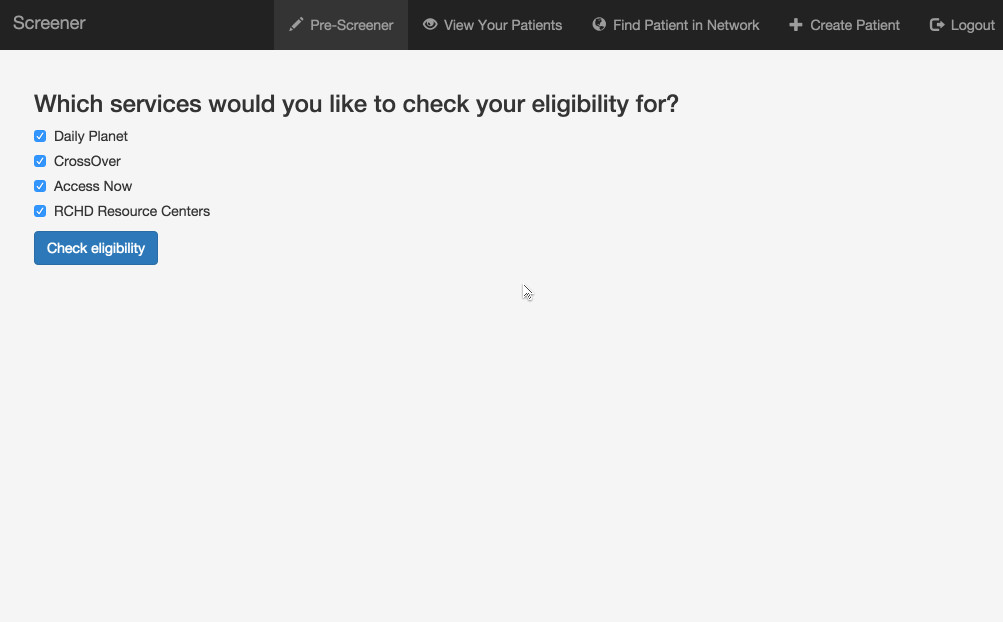 Screener
Pre-Screener
View Your Patients
Find Patient in Network
Create Patient
Logout
Which services would you like to check your eligibility for?
Daily Planet
CrossOver
Access Now
RCHD Resource Centers
Check eligibility